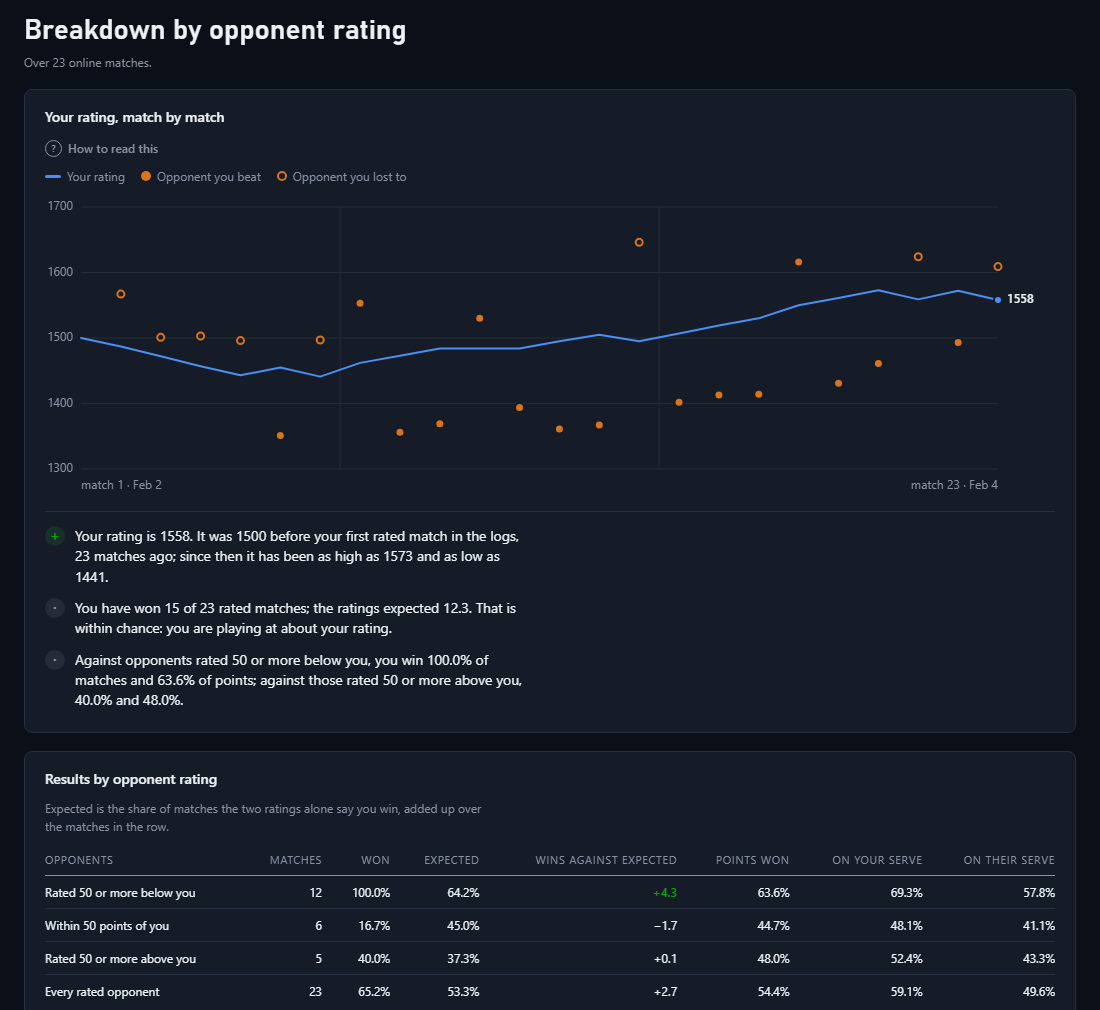 Breakdown by opponent rating
Over 23 online matches.
Your rating, match by match
? How to read this
Your rating Opponent you beat Opponent you lost to
1700
1600
1500
1400
1300
1558
match 1 · Feb 2 match 23 · Feb 4
+ Your rating is 1558. It was 1500 before your first rated match in the logs,
23 matches ago; since then it has been as high as 1573 and as low as
1441.
· You have won 15 of 23 rated matches; the ratings expected 12.3. That is
within chance: you are playing at about your rating.
· Against opponents rated 50 or more below you, you win 100.0% of
matches and 63.6% of points; against those rated 50 or more above you,
40.0% and 48.0%.
Results by opponent rating
Expected is the share of matches the two ratings alone say you win, added up over
the matches in the row.
OPPONENTS MATCHES WON EXPECTED WINS AGAINST EXPECTED POINTS WON ON YOUR SERVE ON THEIR SERVE
Rated 50 or more below you 12 100.0% 64.2% +4.3 63.6% 69.3% 57.8%
Within 50 points of you 6 16.7% 45.0% −1.7 44.7% 48.1% 41.1%
Rated 50 or more above you 5 40.0% 37.3% +0.1 48.0% 52.4% 43.3%
Every rated opponent 23 65.2% 53.3% +2.7 54.4% 59.1% 49.6%